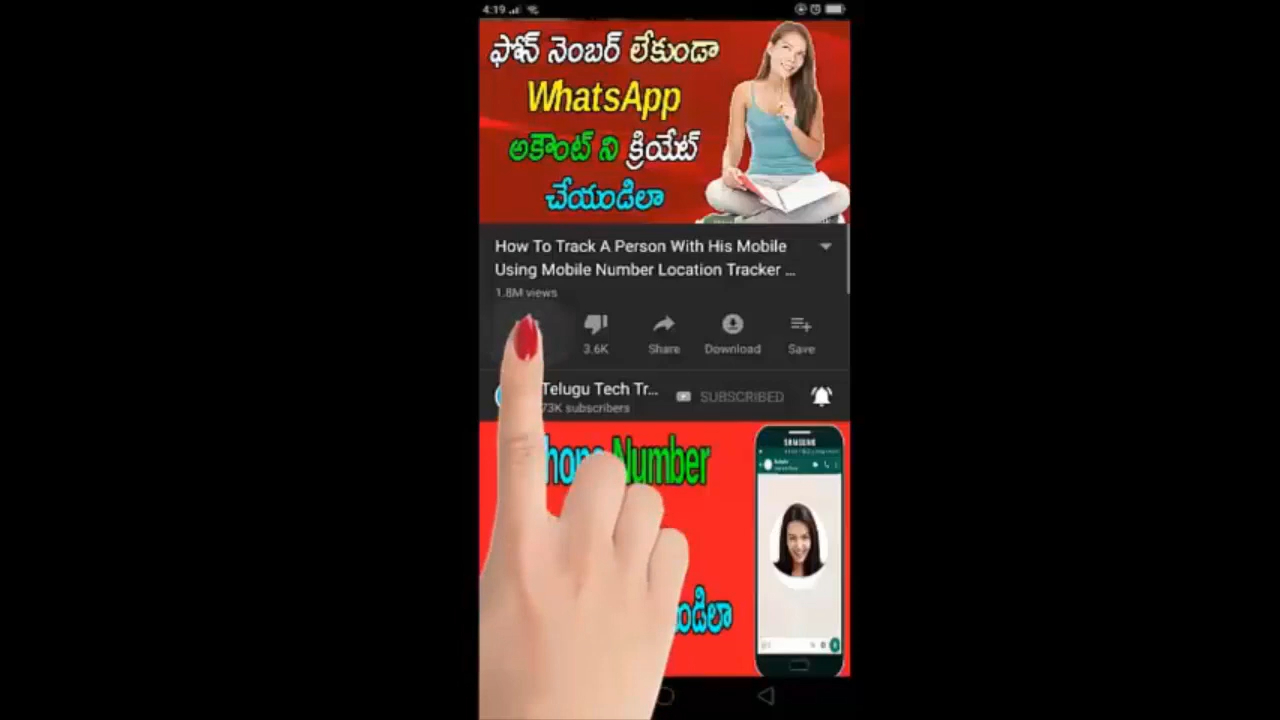 4:19
ఫోన్ నెంబర్ లేకుండా
WhatsApp
అకౌంట్ ని క్రియేట్
చేయండిలా
How To Track A Person With His Mobile
Using Mobile Number Location Tracker ...
1.8M views
3.6K Share Download Save
Telugu Tech Tr...
SUBSCRIBED
73K subscribers
Number
SAMSUNG